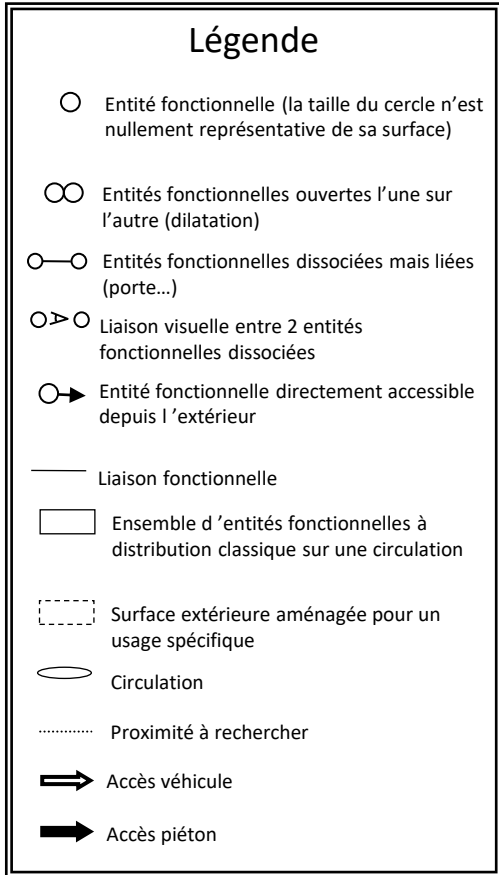 Légende
Entité fonctionnelle (la taille du cercle n'est
nullement représentative de sa surface)
Entités fonctionnelles ouvertes l'une sur
l'autre (dilatation)
Entités fonctionnelles dissociées mais liées
(porte...)
Liaison visuelle entre 2 entités
fonctionnelles dissociées
Entité fonctionnelle directement accessible
depuis l 'extérieur
Liaison fonctionnelle
Ensemble d 'entités fonctionnelles à
distribution classique sur une circulation
Surface extérieure aménagée pour un
usage spécifique
Circulation
Proximité à rechercher
Accès véhicule
Accès piéton